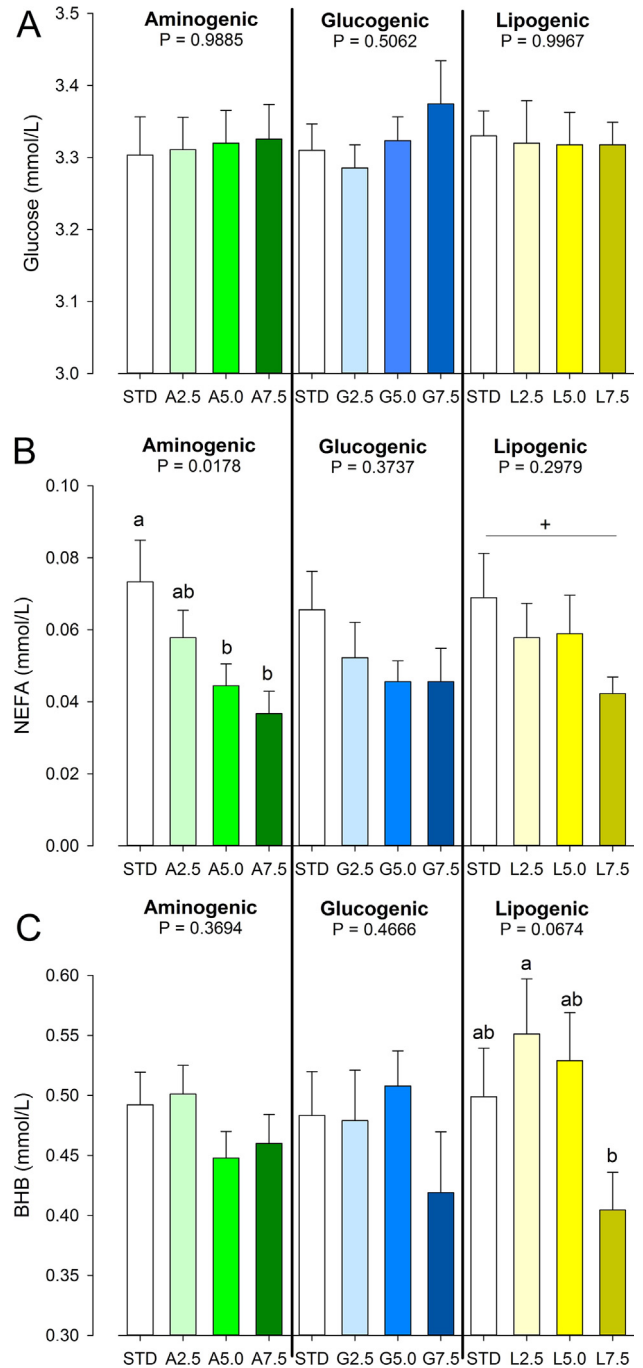 A
Aminogenic
P = 0.9885
Glucogenic
P = 0.5062
Lipogenic
P = 0.9967
Glucose (mmol/L)
3.5
3.4
3.3
3.2
3.1
3.0
STD A2.5 A5.0 A7.5 STD G2.5 G5.0 G7.5 STD L2.5 L5.0 L7.5
B
Aminogenic
P = 0.0178
Glucogenic
P = 0.3737
Lipogenic
P = 0.2979
NEFA (mmol/L)
0.10
0.08
0.06
0.04
0.02
0.00
a
ab
b
b
+
STD A2.5 A5.0 A7.5 STD G2.5 G5.0 G7.5 STD L2.5 L5.0 L7.5
C
Aminogenic
P = 0.3694
Glucogenic
P = 0.4666
Lipogenic
P = 0.0674
BHB (mmol/L)
0.60
0.55
0.50
0.45
0.40
0.35
0.30
ab
a
ab
b
STD A2.5 A5.0 A7.5 STD G2.5 G5.0 G7.5 STD L2.5 L5.0 L7.5